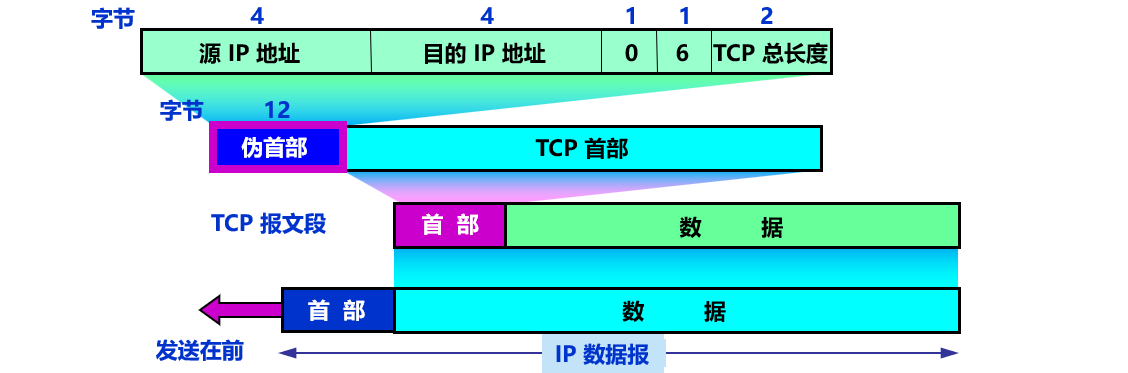 字节 4 4 1 1 2
源 IP 地址 目的 IP 地址 0 6 TCP 总长度
字节 12
伪首部 TCP 首部
TCP 报文段 首 部 数 据
首 部 数 据
发送在前 IP 数据报